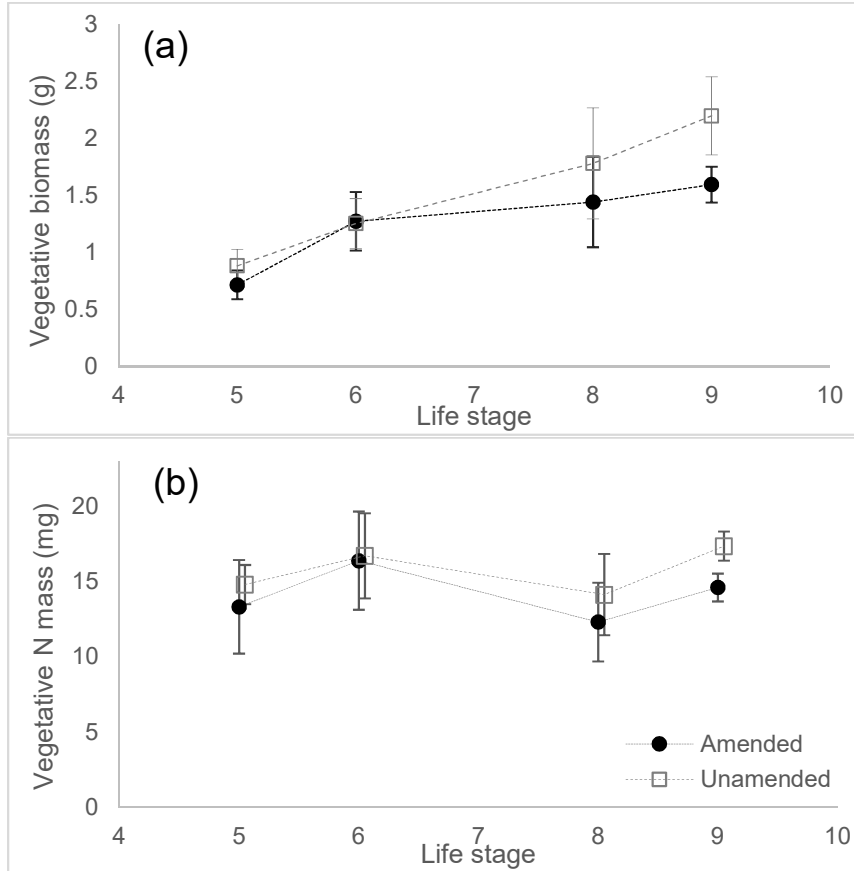 (a)
Vegetative biomass (g)
3
2.5
2
1.5
1
0.5
0
4 5 6 7 8 9 10
Life stage
(b)
Vegetative N mass (mg)
20
15
10
5
0
Amended
Unamended
4 5 6 7 8 9 10
Life stage